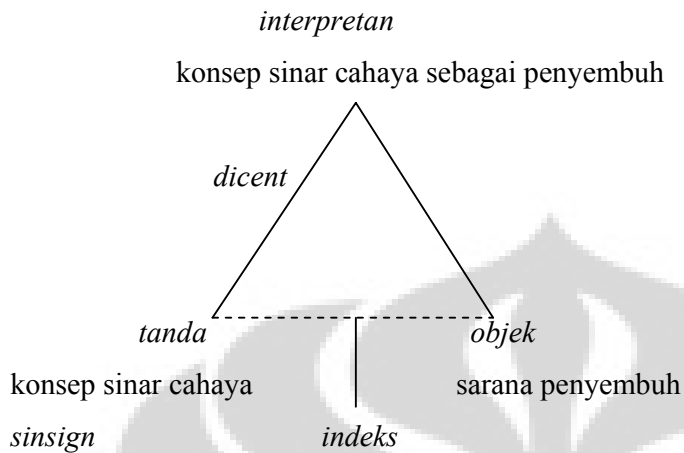 interpretan
konsep sinar cahaya sebagai penyembuh
dicent
tanda objek
konsep sinar cahaya sarana penyembuh
sinsign indeks